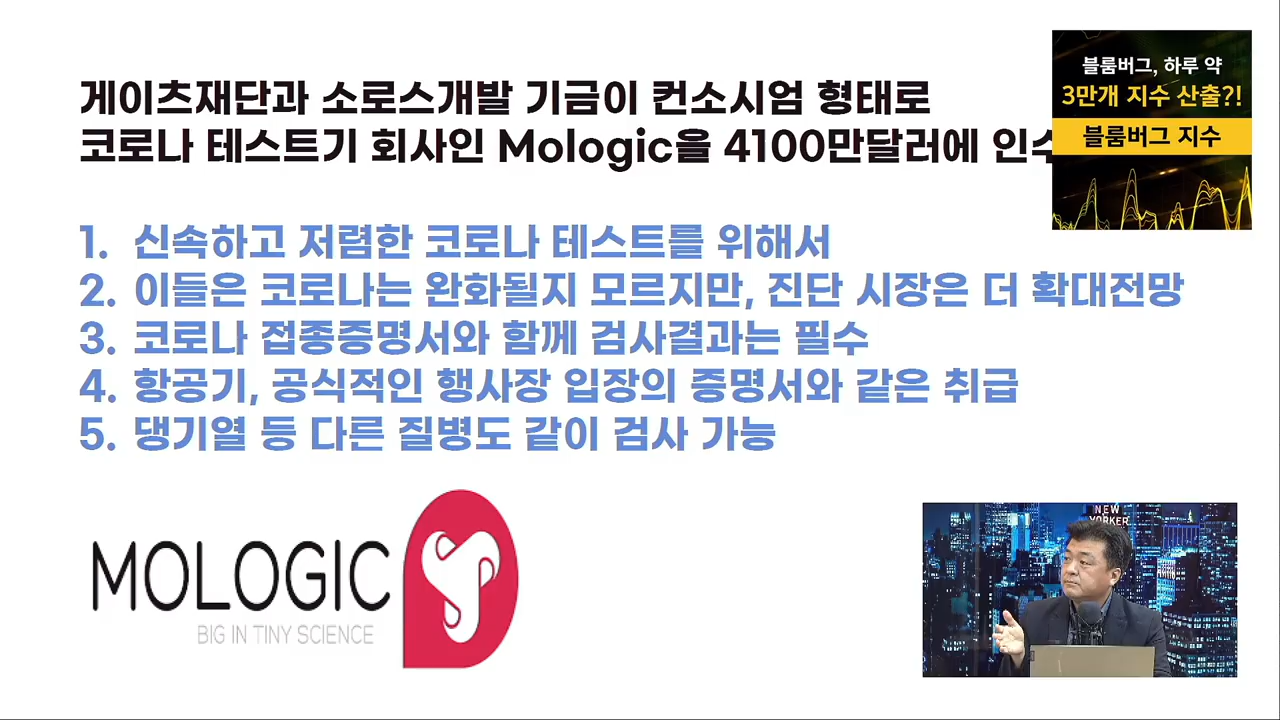 게이츠재단과 소로스개발 기금이 컨소시엄 형태로
코로나 테스트기 회사인 Mologic을 4100만달러에 인수
블룸버그, 하루 약
3만개 지수 산출?!
블룸버그 지수
1. 신속하고 저렴한 코로나 테스트를 위해서
2. 이들은 코로나는 완화될지 모르지만, 진단 시장은 더 확대전망
3. 코로나 접종증명서와 함께 검사결과는 필수
4. 항공기, 공식적인 행사장 입장의 증명서와 같은 취급
5. 댕기열 등 다른 질병도 같이 검사 가능
MOLOGIC
BIG IN TINY SCIENCE
NEW
YORKER